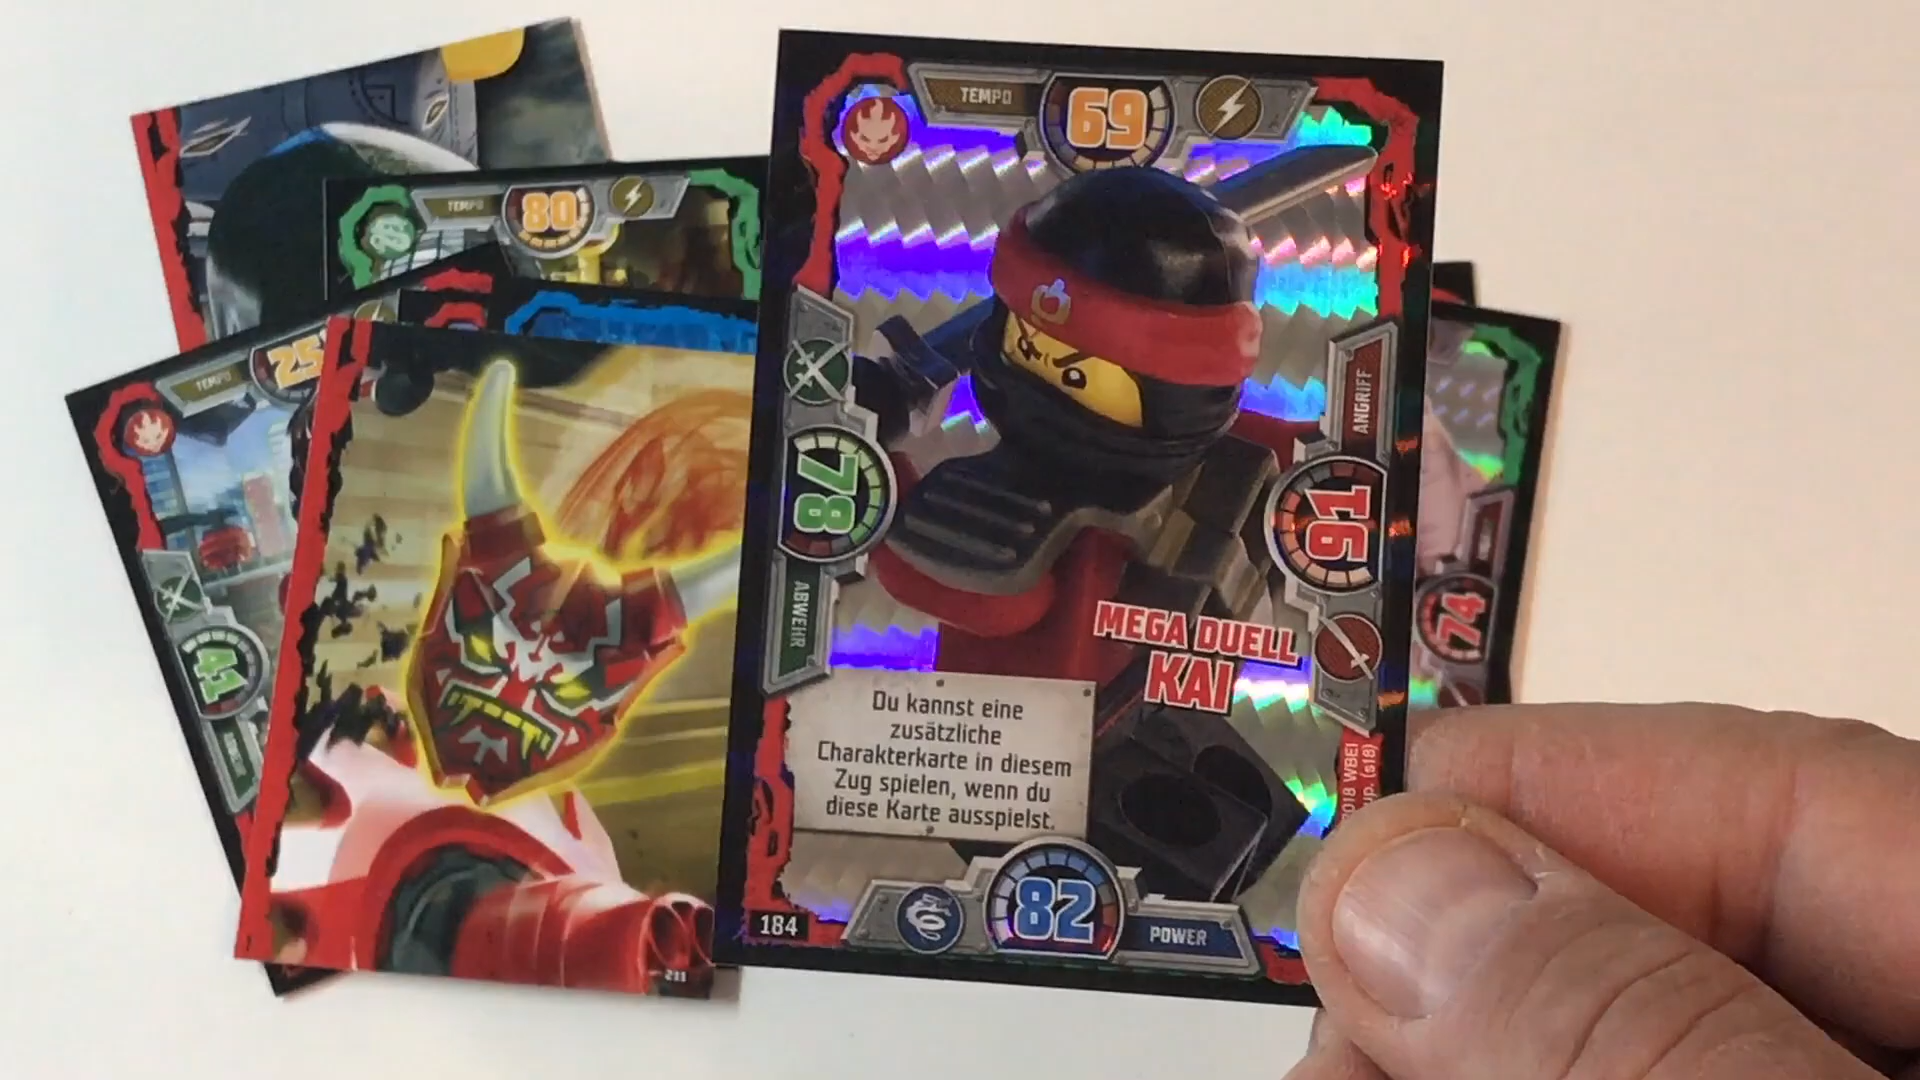 TEMPO
69
TEMPO
80
TEMPO
25
78
ABWEHR
ANGRIFF
91
MEGA DUELL
KAI
Du kannst eine
zusätzliche
Charakterkarte in diesem
Zug spielen, wenn du
diese Karte ausspielst.
184
82
POWER
41
74
211